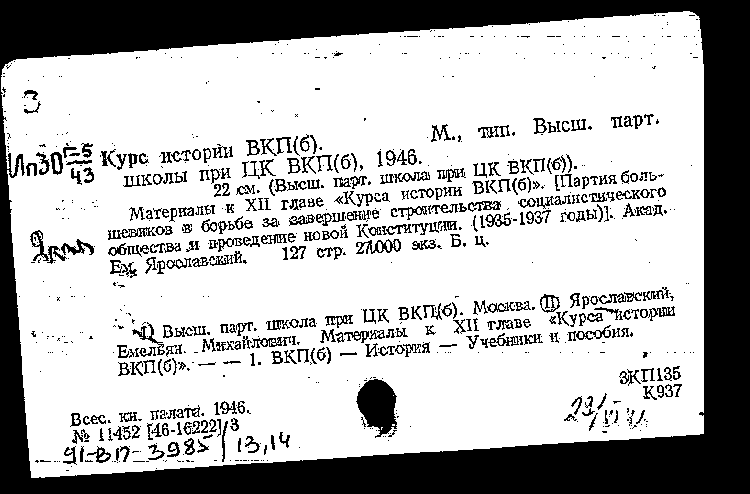 3
Ил30 Е-5
43
Курс истории ВКП(б). М., тип. Высш. парт.
школы при ЦК ВКП(б), 1946.
22 см. (Высш. парт. школа при ЦК ВКП(б)).
Материалы к XII главе «Курса истории ВКП(б)». [Партия боль-
шевиков в борьбе за завершение строительства социалистического
общества и проведение новой Конституции. (1935-1937 годы)]. Акад.
Ем. Ярославский. 127 стр. 27.000 экз. Б. ц.
I) Высш. парт. школа при ЦК ВКП(б). Москва. II) Ярославский,
Емельян Михайлович. Материалы к XII главе «Курса истории
ВКП(б)». — — 1. ВКП(б) — История — Учебники и пособия.
3КП135
К937
Всес. кн. палата. 1946.
№ 11452 [46-16222] 3
91-В17-3985/13,14